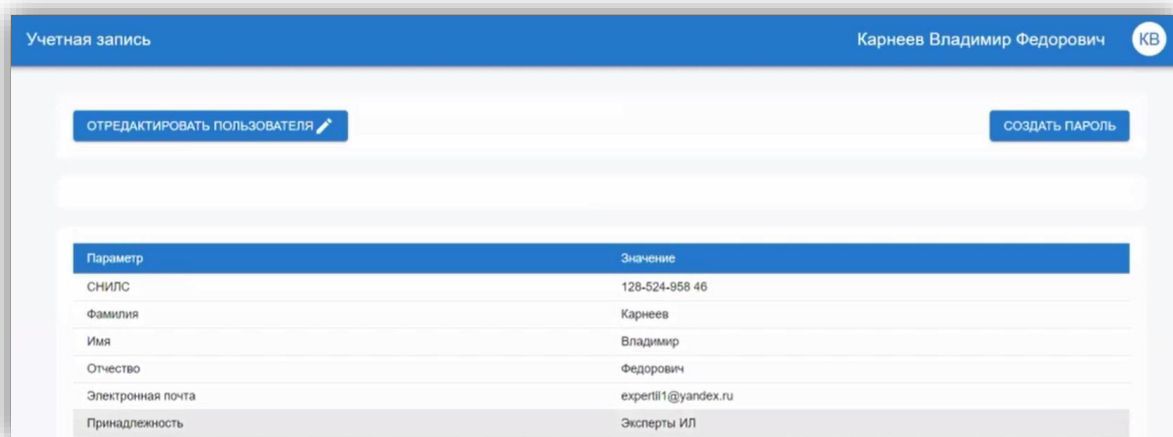 Учетная запись Карнеев Владимир Федорович КВ
ОТРЕДАКТИРОВАТЬ ПОЛЬЗОВАТЕЛЯ СОЗДАТЬ ПАРОЛЬ
Параметр Значение
СНИЛС 128-524-958 46
Фамилия Карнеев
Имя Владимир
Отчество Федорович
Электронная почта expertil1@yandex.ru
Принадлежность Эксперты ИЛ